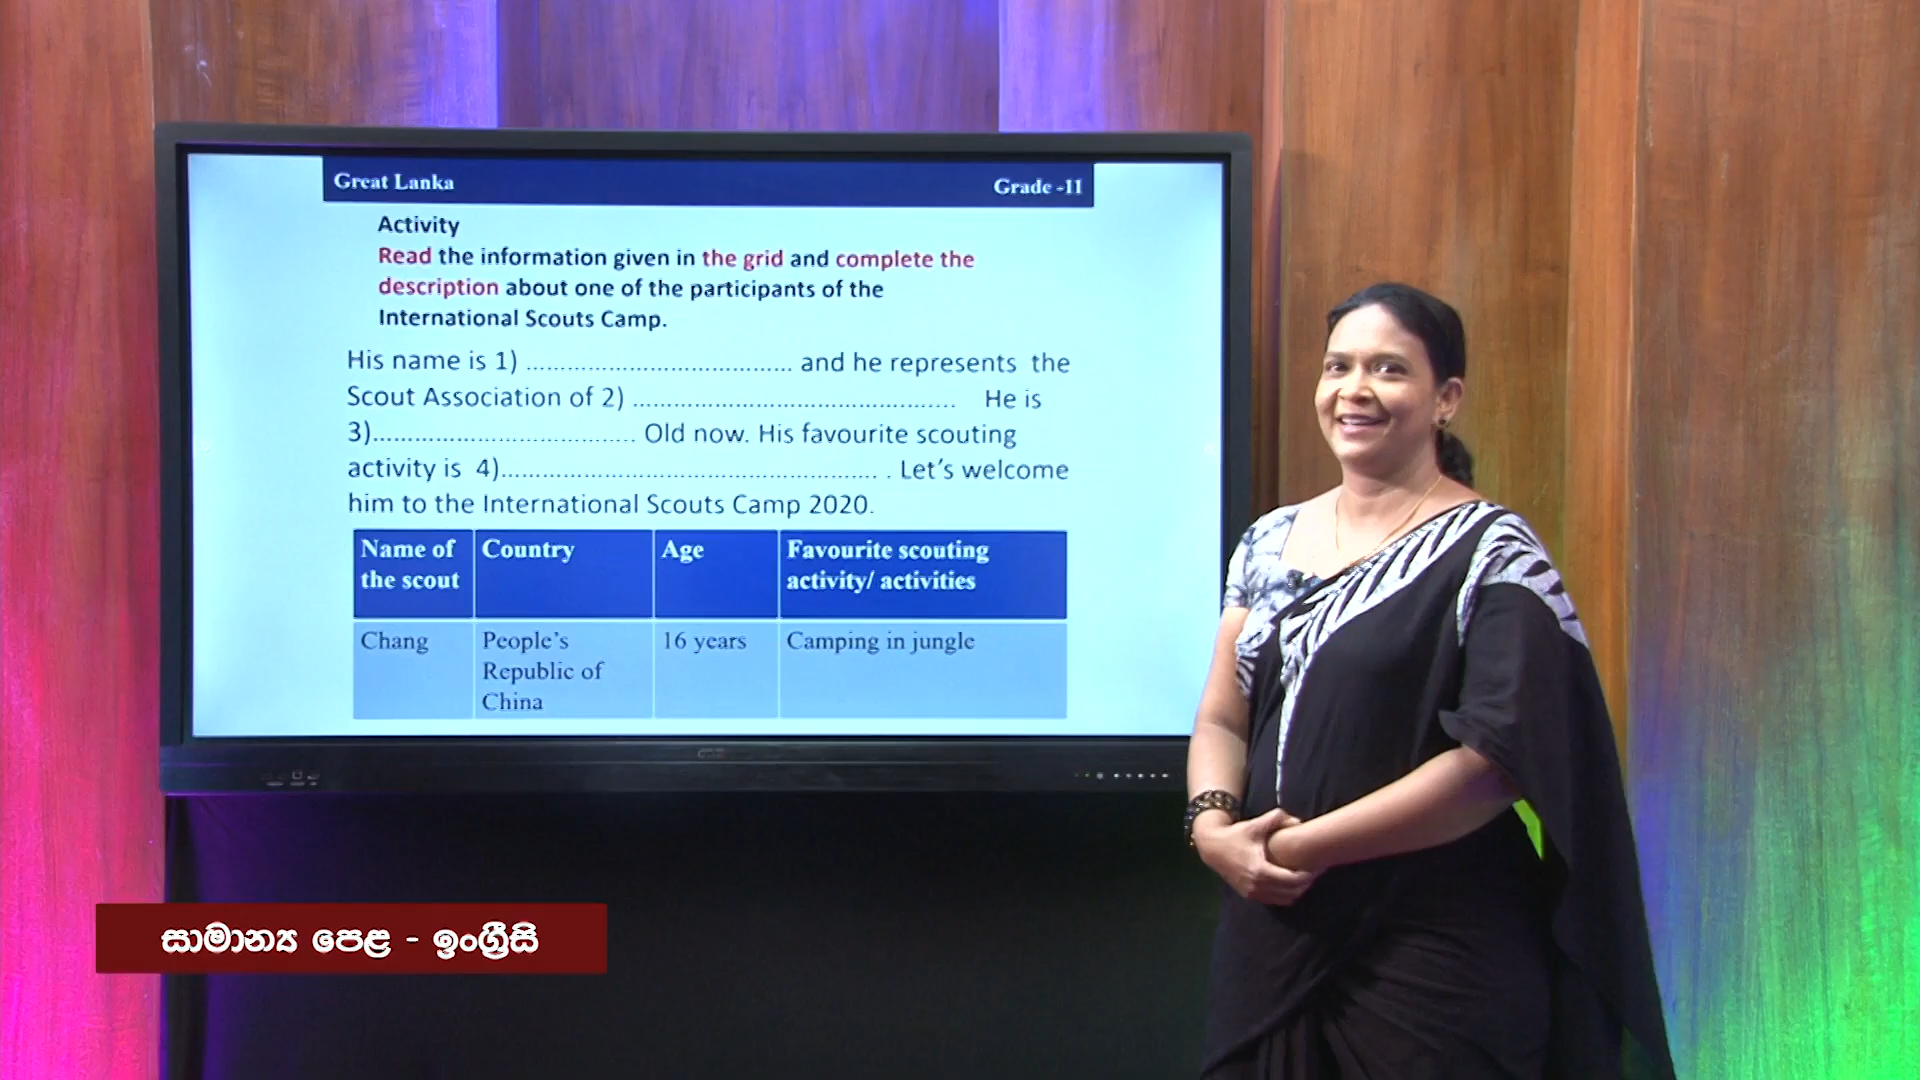 Great Lanka Grade -11
Activity
Read the information given in the grid and complete the
description about one of the participants of the
International Scouts Camp.
His name is 1) ....................................... and he represents the
Scout Association of 2) ............................................... He is
3)....................................... Old now. His favourite scouting
activity is 4)....................................................... . Let's welcome
him to the International Scouts Camp 2020.
Name of Country Age Favourite scouting
the scout activity/ activities
Chang People's 16 years Camping in jungle
Republic of
China
සාමාන්‍ය පෙළ - ඉංග්‍රීසි